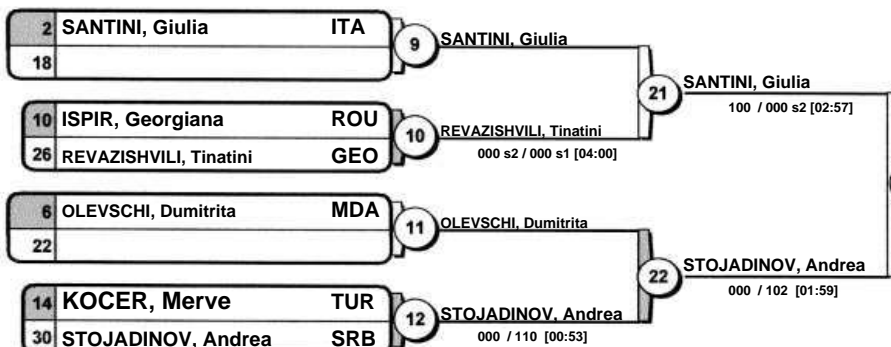 2 SANTINI, Giulia ITA
18
9
SANTINI, Giulia
10 ISPIR, Georgiana ROU
26 REVAZISHVILI, Tinatini GEO
10
REVAZISHVILI, Tinatini
000 s2 / 000 s1 [04:00]
21
SANTINI, Giulia
100 / 000 s2 [02:57]
6 OLEVSCHI, Dumitrita MDA
22
11
OLEVSCHI, Dumitrita
14 KOCER, Merve TUR
30 STOJADINOV, Andrea SRB
12
STOJADINOV, Andrea
000 / 110 [00:53]
22
STOJADINOV, Andrea
000 / 102 [01:59]